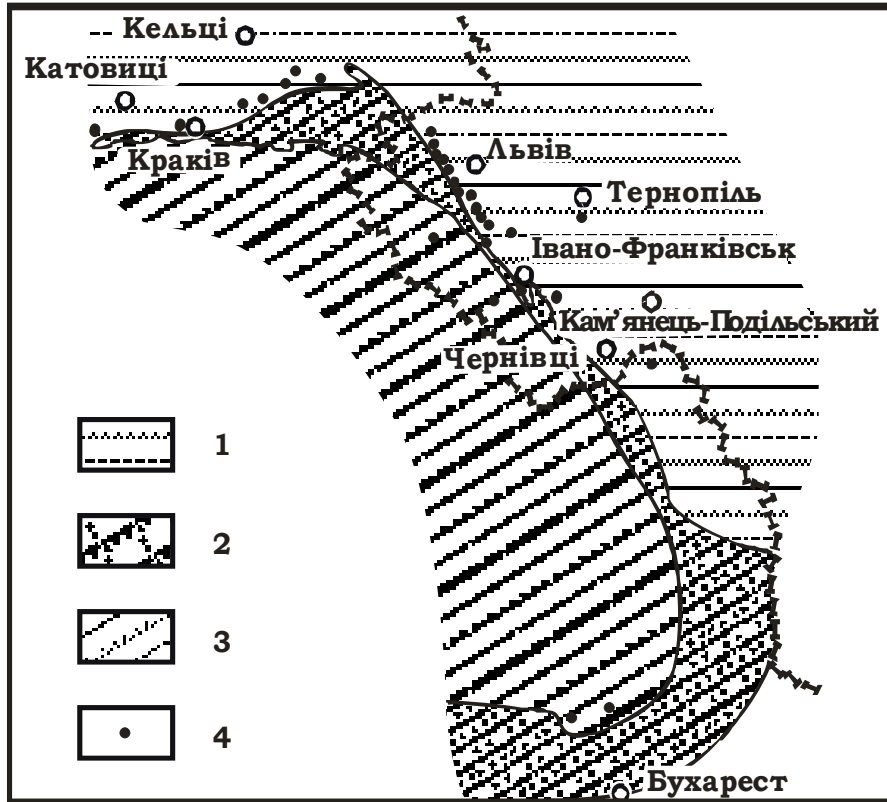 Кельці
Катовиці
Краків
Львів
Тернопіль
Івано-Франківськ
Кам'янець-Подільський
Чернівці
1
2
3
4
Бухарест